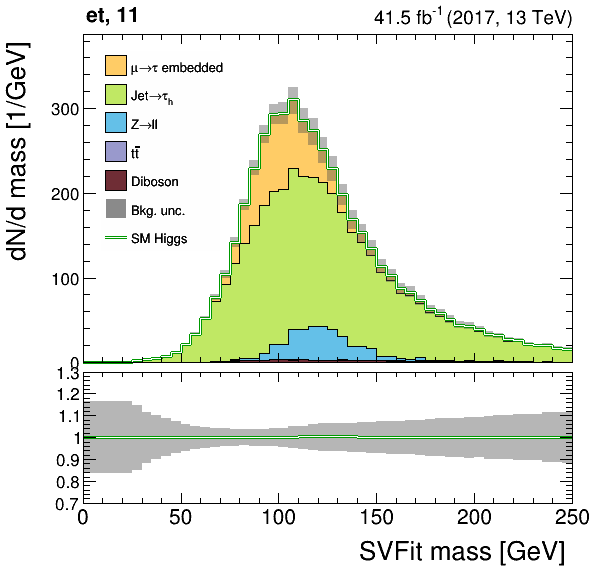 et, 11
41.5 fb⁻¹ (2017, 13 TeV)
dN/d mass [1/GeV]
300
200
100
0
μ→τ embedded
Jet→τₕ
Z→ll
tt̄
Diboson
Bkg. unc.
SM Higgs
1.3
1.2
1.1
1
0.9
0.8
0.7
0 50 100 150 200 250
SVFit mass [GeV]